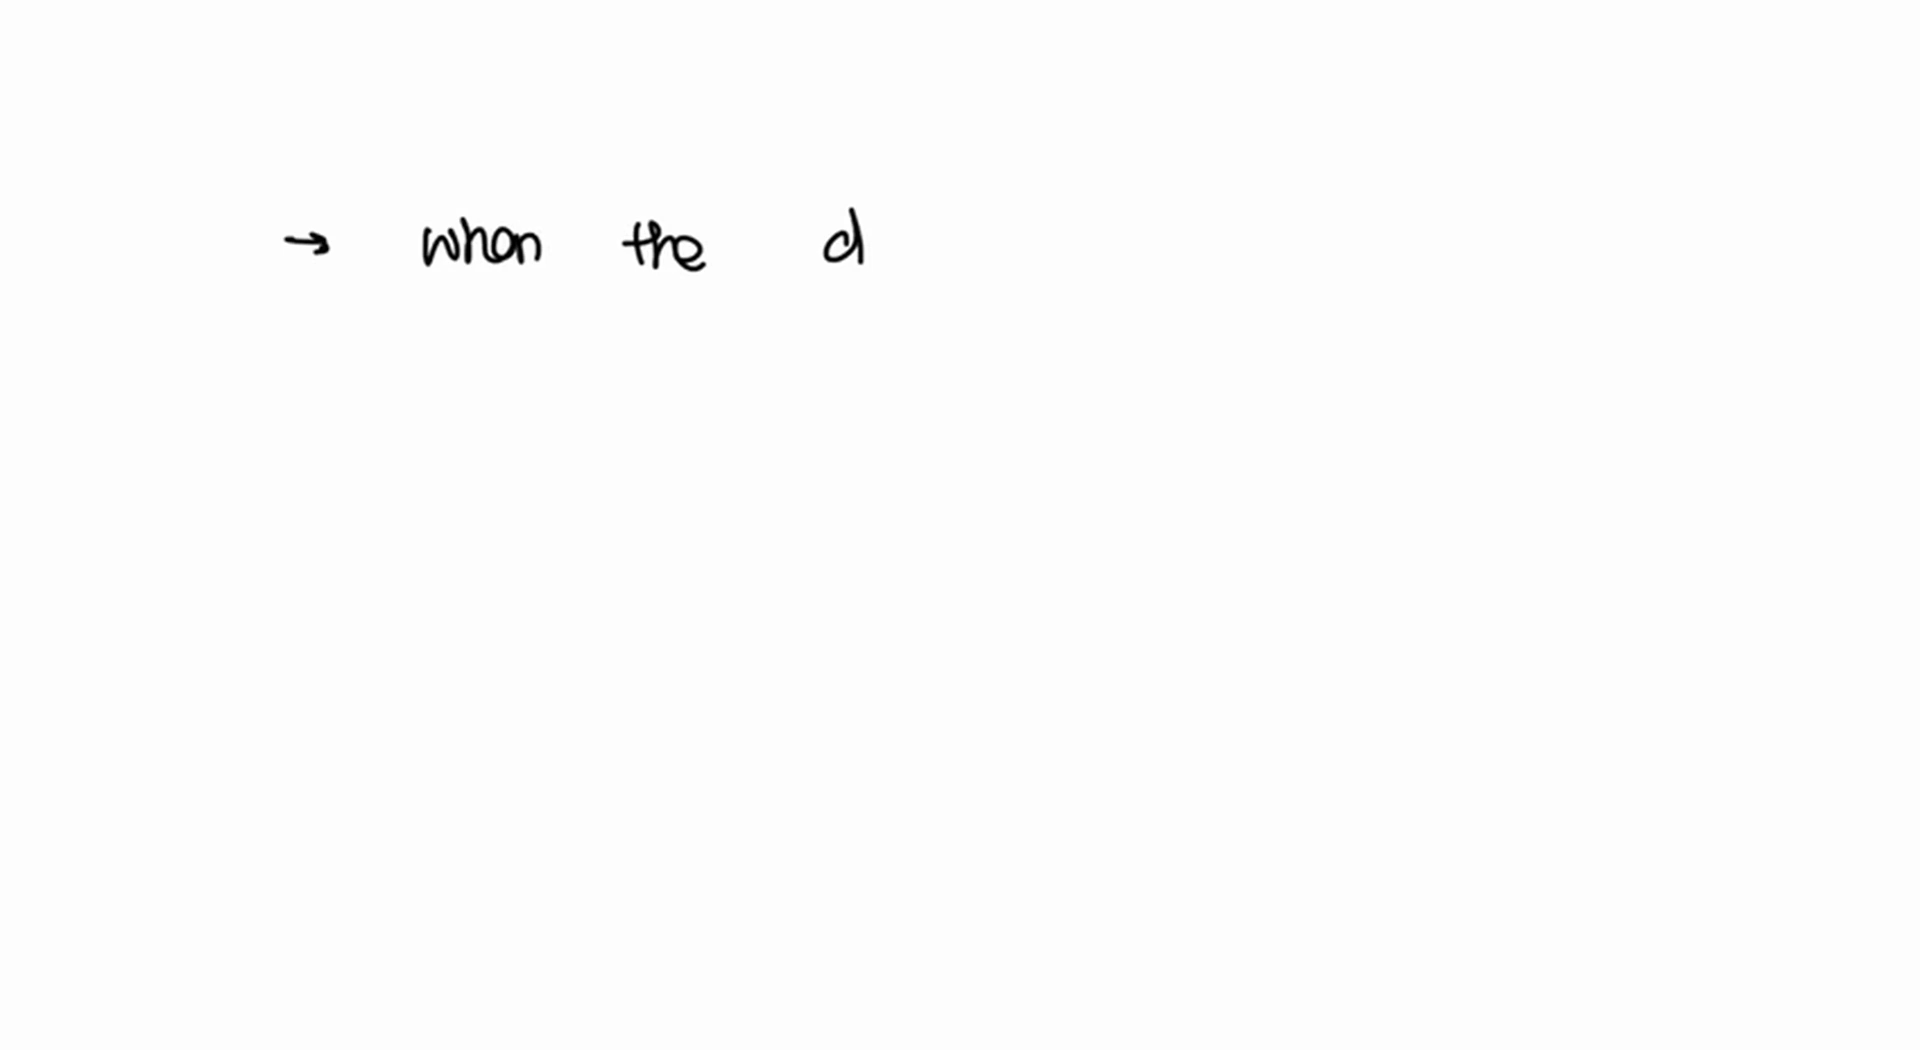 → when the d